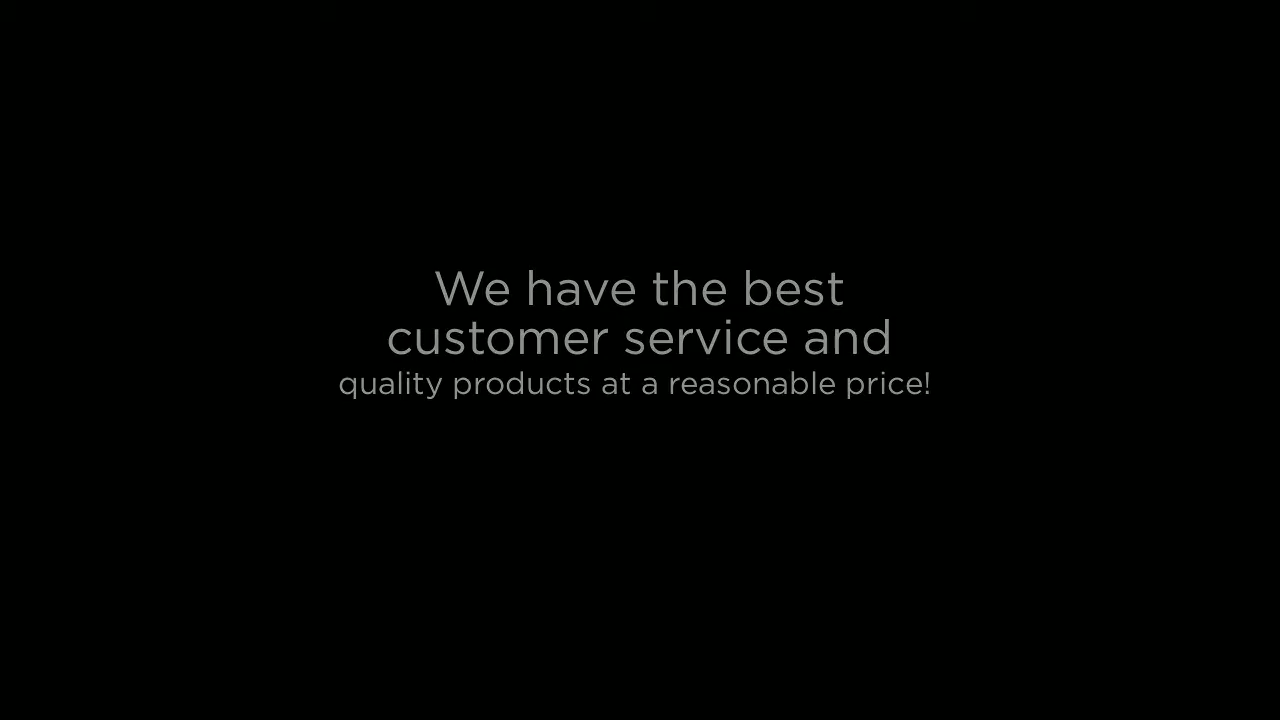 We have the best
customer service and
quality products at a reasonable price!